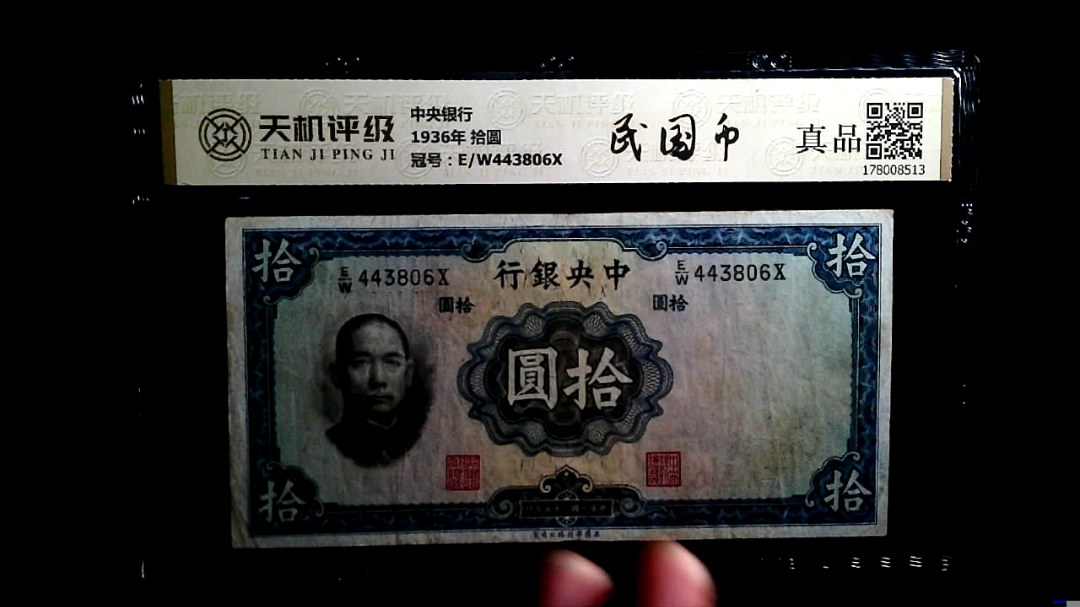 天机评级
TIAN JI PING JI
中央银行
1936年 拾圆
冠号：E/W443806X
民国币
真品
178008513
拾
拾
E/W 443806X
行銀央中
E/W 443806X
圓拾
圓拾
圓拾
拾
拾